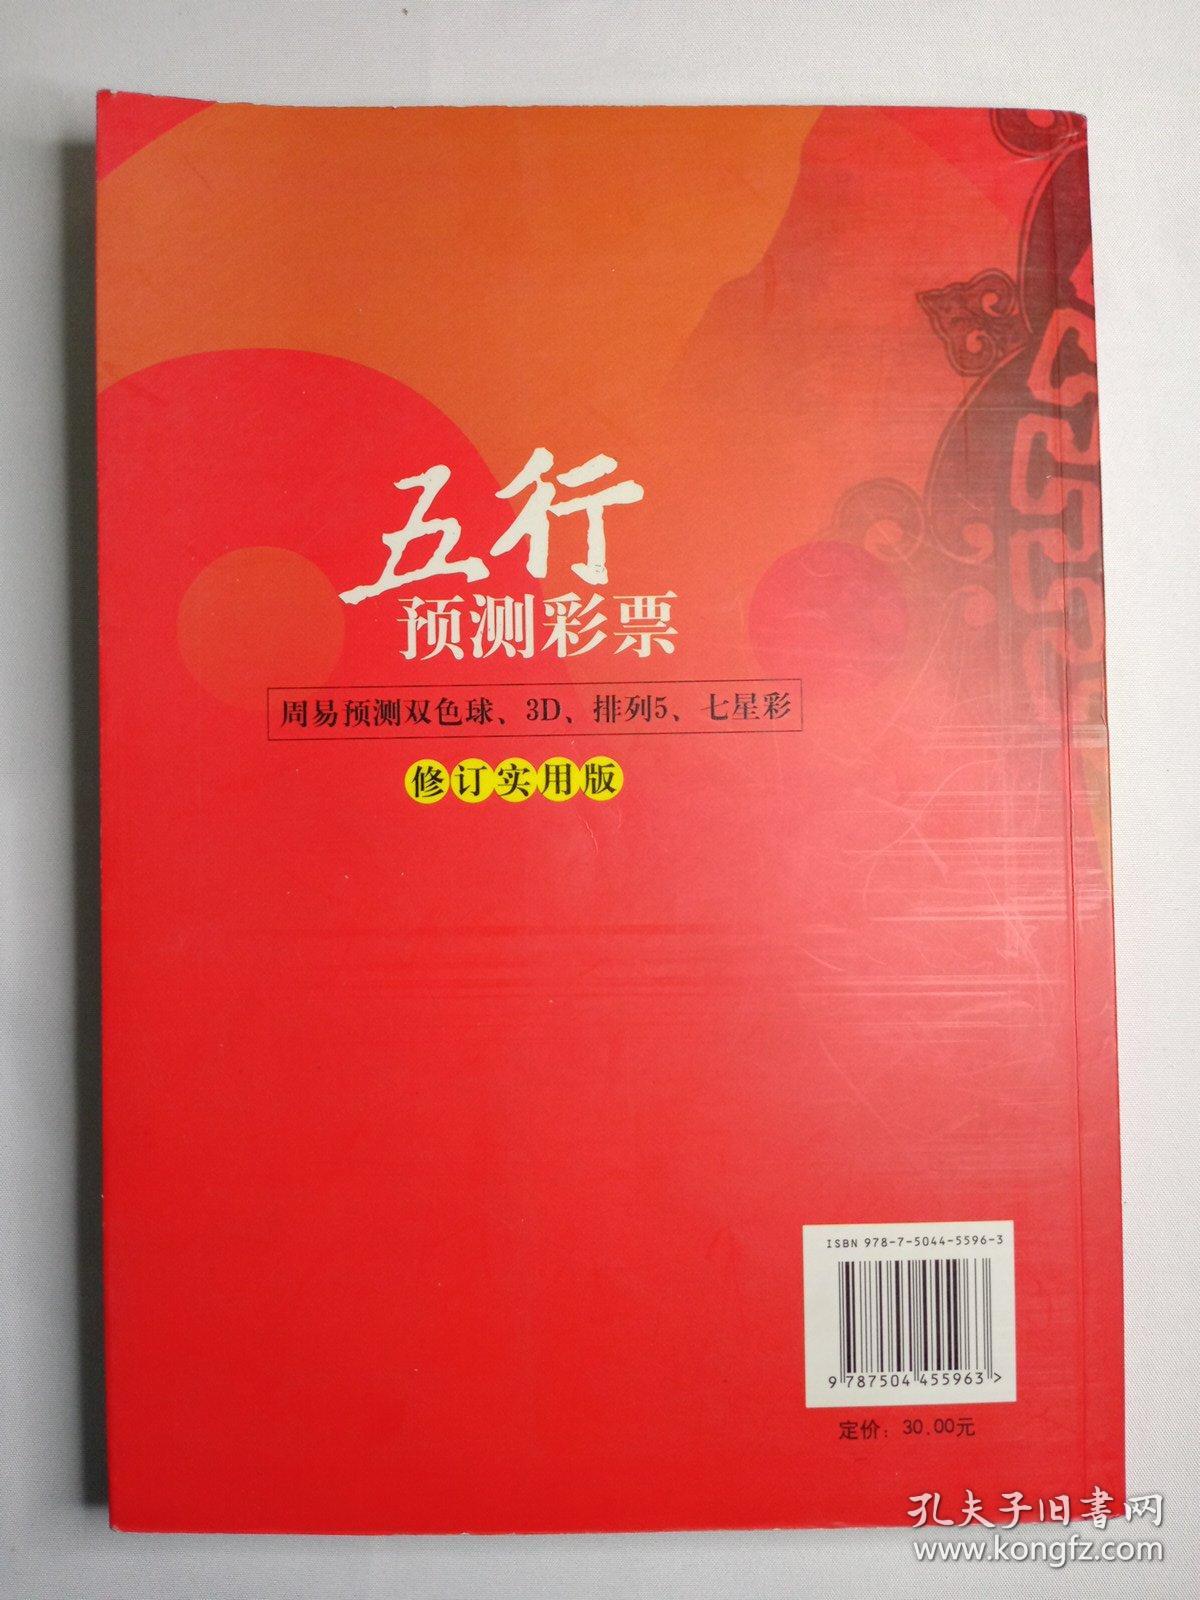 五行
预测彩票
周易预测双色球、3D、排列5、七星彩
修订实用版
ISBN 978-7-5044-5596-3
9 787504 455963 >
定价：30.00元
孔夫子旧书网
www.kongfz.com